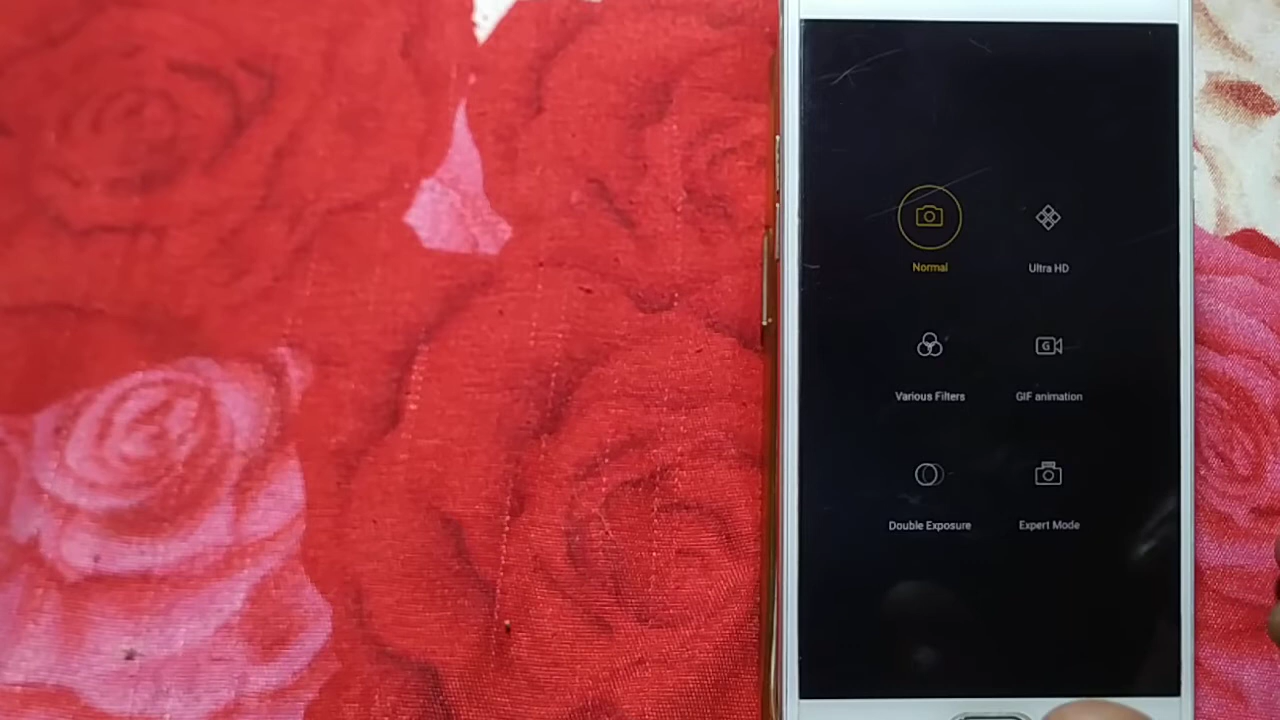 Normal
Ultra HD
Various Filters
GIF animation
Double Exposure
Expert Mode